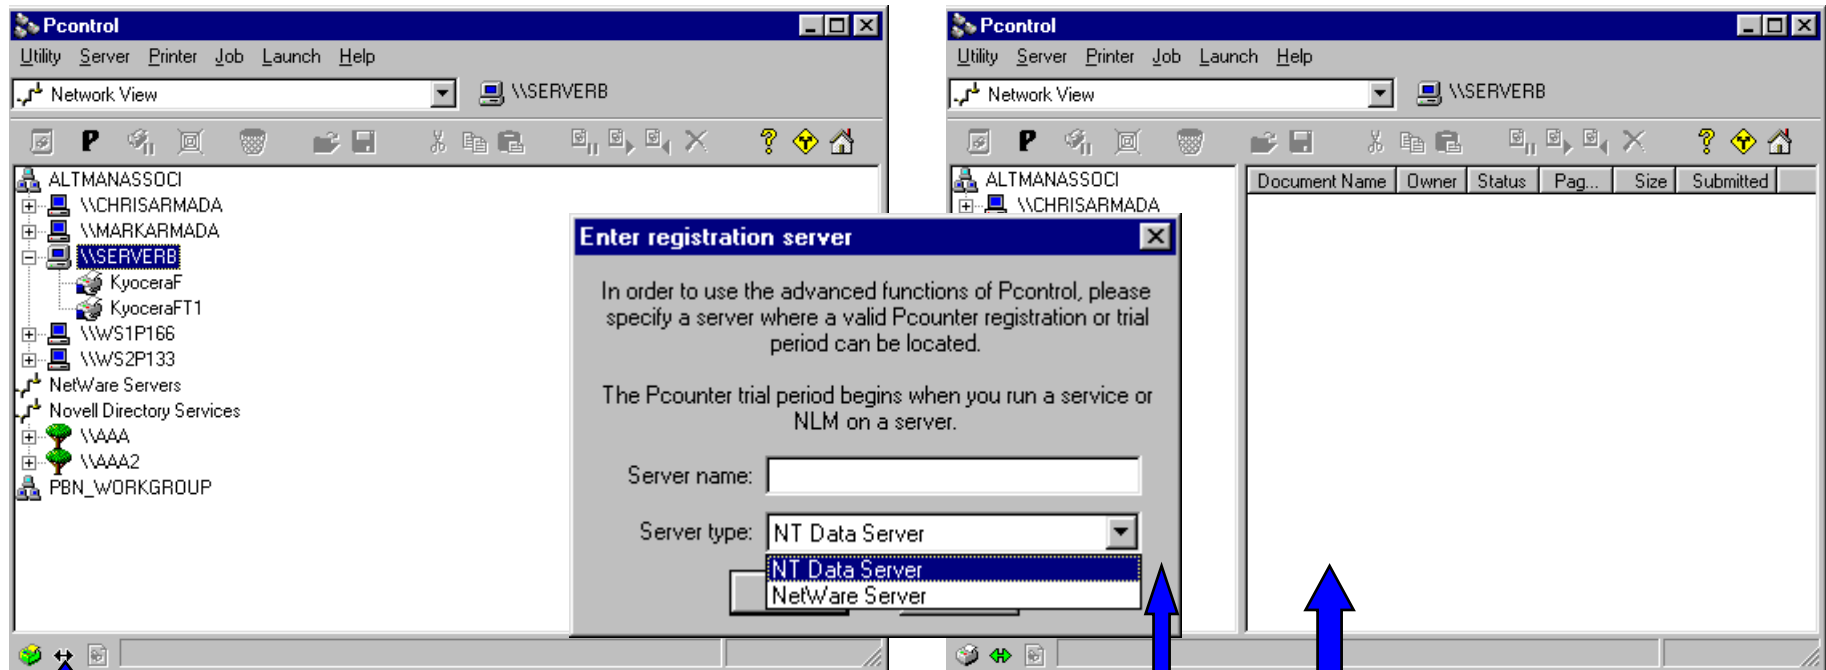 Pcontrol
Utility Server Printer Job Launch Help
Network View \\SERVERB
P
ALTMANASSOCI
\\CHRISARMADA
\\MARKARMADA
\\SERVERB
KyoceraF
KyoceraFT1
\\WS1P166
\\WS2P133
NetWare Servers
Novell Directory Services
\\AAA
\\AAA2
PBN_WORKGROUP
Enter registration server
In order to use the advanced functions of Pcontrol, please
specify a server where a valid Pcounter registration or trial
period can be located.
The Pcounter trial period begins when you run a service or
NLM on a server.
Server name:
Server type: NT Data Server
NT Data Server
NetWare Server
Pcontrol
Utility Server Printer Job Launch Help
Network View \\SERVERB
P
ALTMANASSOCI
\\CHRISARMADA
Document Name Owner Status Pag... Size Submitted